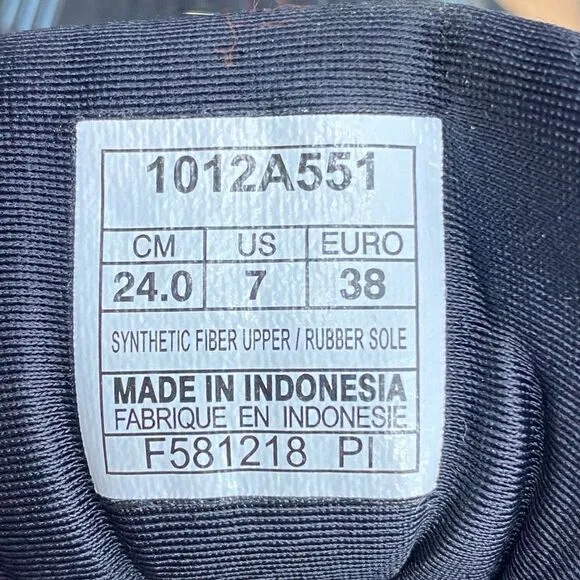 1012A551
CM US EURO
24.0 7 38
SYNTHETIC FIBER UPPER / RUBBER SOLE
MADE IN INDONESIA
FABRIQUE EN INDONESIE
F581218 PI